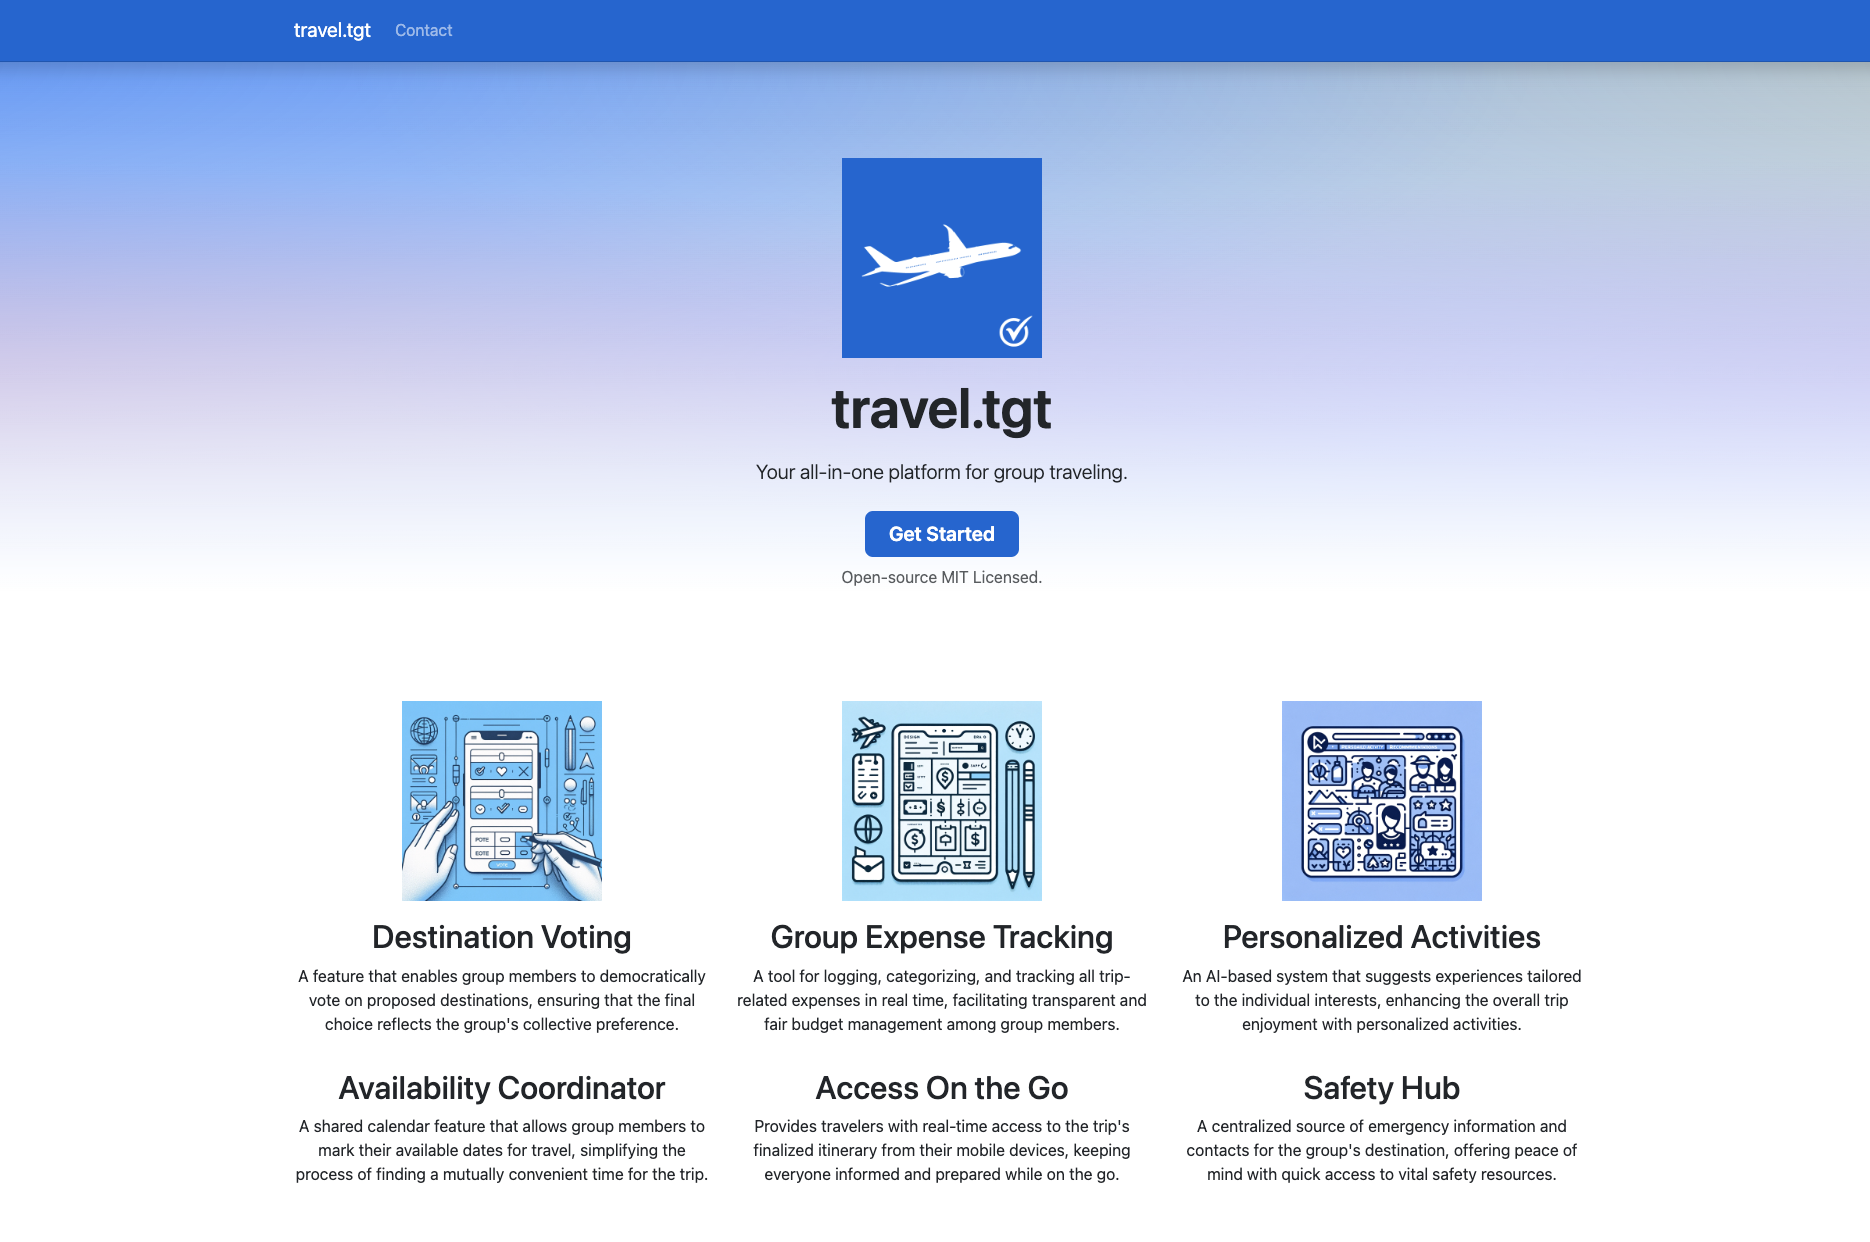 travel.tgt
Contact
travel.tgt
Your all-in-one platform for group traveling.
Get Started
Open-source MIT Licensed.
POTE
EOTE
DESIGN
Destination Voting
A feature that enables group members to democratically
vote on proposed destinations, ensuring that the final
choice reflects the group's collective preference.
Group Expense Tracking
A tool for logging, categorizing, and tracking all trip-
related expenses in real time, facilitating transparent and
fair budget management among group members.
Personalized Activities
An AI-based system that suggests experiences tailored
to the individual interests, enhancing the overall trip
enjoyment with personalized activities.
Availability Coordinator
A shared calendar feature that allows group members to
mark their available dates for travel, simplifying the
process of finding a mutually convenient time for the trip.
Access On the Go
Provides travelers with real-time access to the trip's
finalized itinerary from their mobile devices, keeping
everyone informed and prepared while on the go.
Safety Hub
A centralized source of emergency information and
contacts for the group's destination, offering peace of
mind with quick access to vital safety resources.